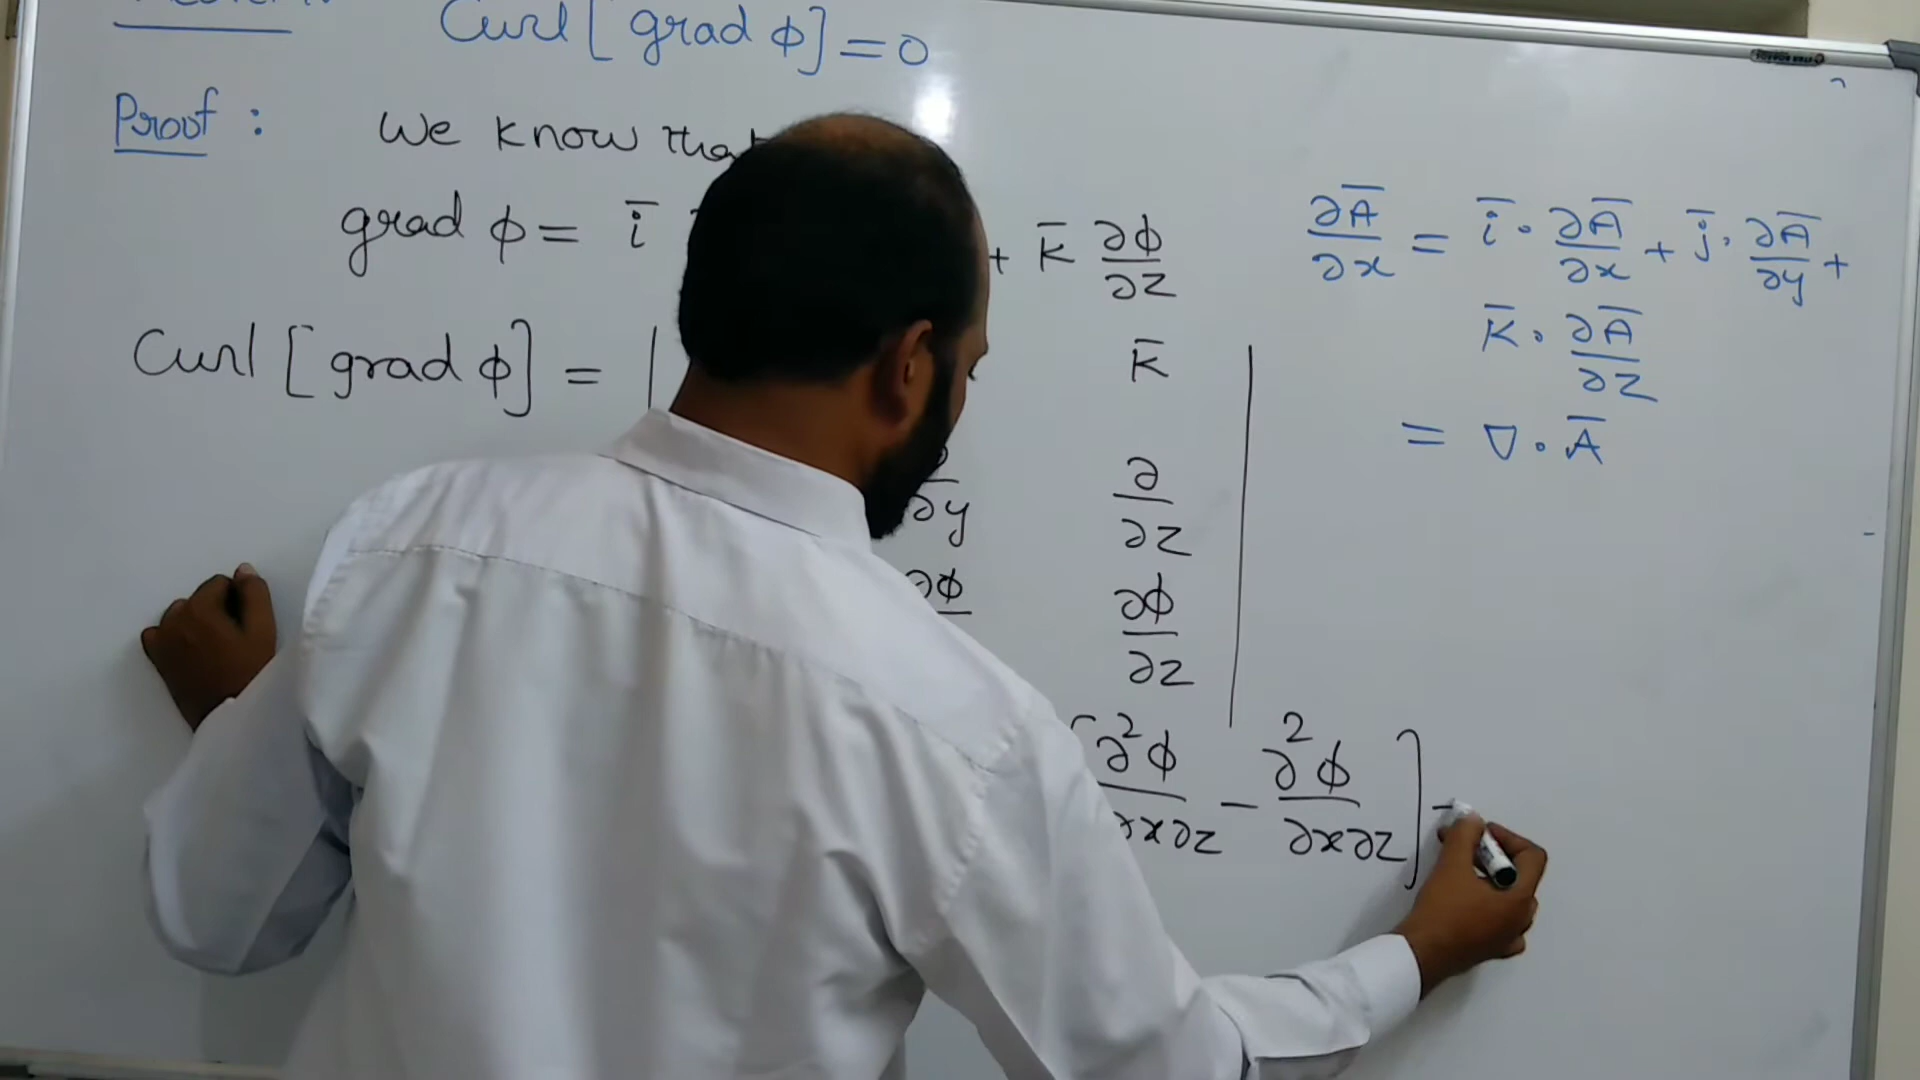 Curl [grad ϕ] = 0
Proof : We know that
grad ϕ = i̅ + k̅ ∂ϕ/∂z
Curl [grad ϕ] = | k̅ |
∂y ∂/∂z
∂ϕ ∂ϕ/∂z
[∂²ϕ/∂x∂z − ∂²ϕ/∂x∂z]
∂A̅/∂x = i̅ · ∂A̅/∂x + j̅ · ∂A̅/∂y +
k̅ · ∂A̅/∂z
= ∇ · A̅